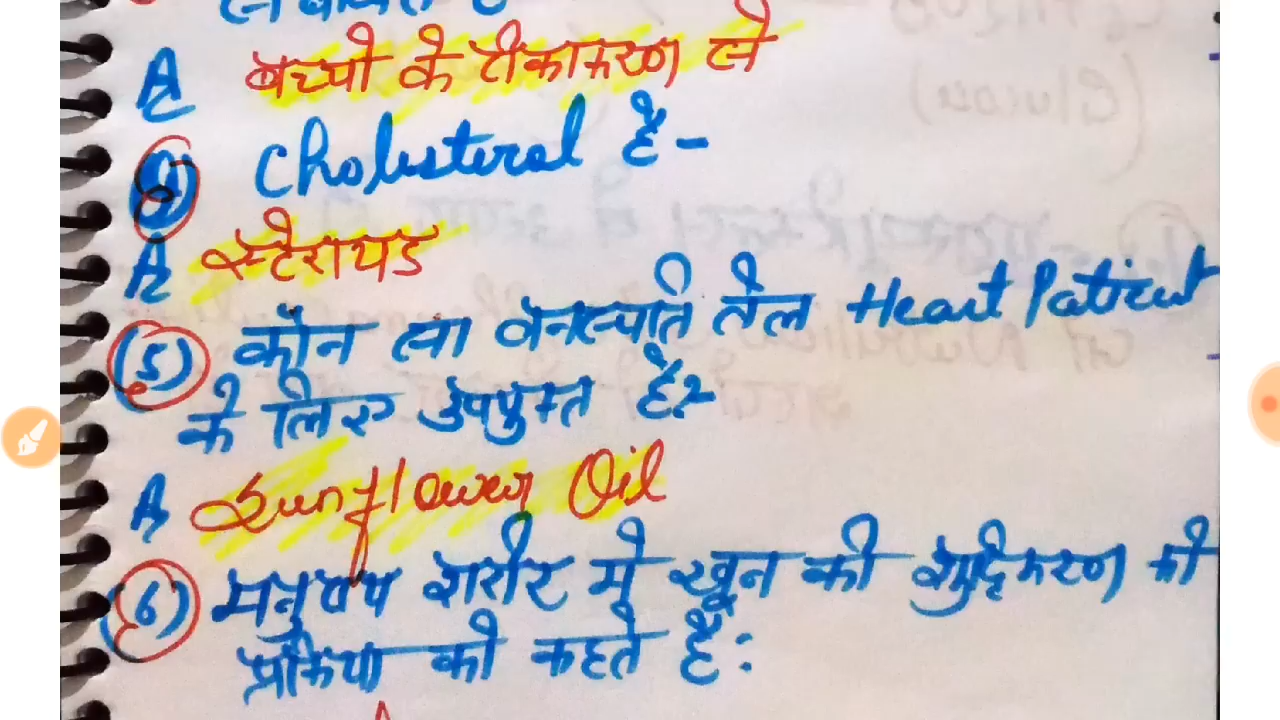 A बच्चो के टीकाकरण से
(4) Cholesterol है -
A स्टेरायड
(5) कौन सा वनस्पति तेल Heart Patient
के लिए उपयुक्त है:-
A Sunflower Oil
(6) मनुष्य शरीर मे खून की शुद्दिकरण की
प्रक्रिया को कहते है: